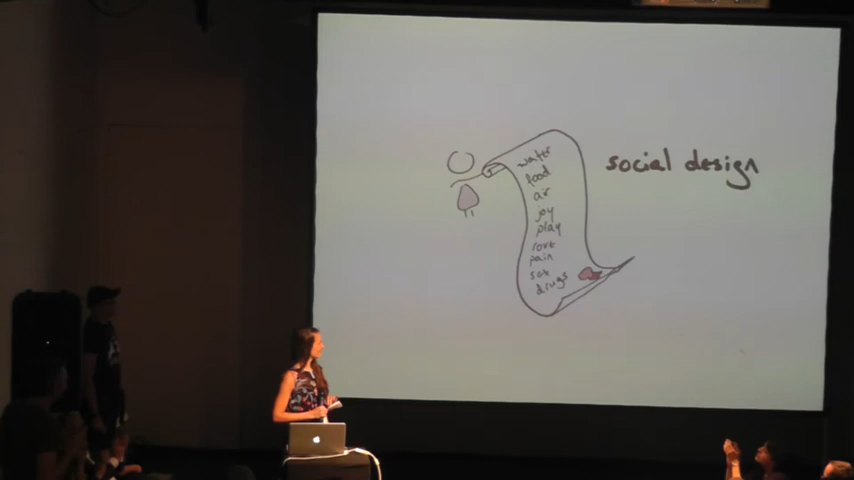 water
food
air
joy
play
love
pain
sex
drugs
social design